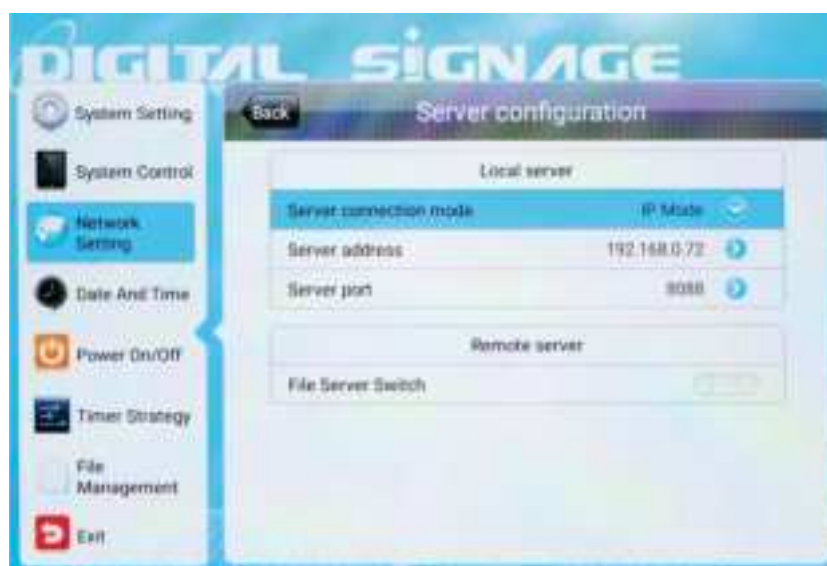 DIGITAL SiGNAGE
System Setting
System Control
Network
Setting
Date And Time
Power On/Off
Timer Strategy
File
Management
Exit
Back
Server configuration
Local server
Server connection mode IP Mode
Server address 192.168.0.72
Server port 8088
Remote server
File Server Switch